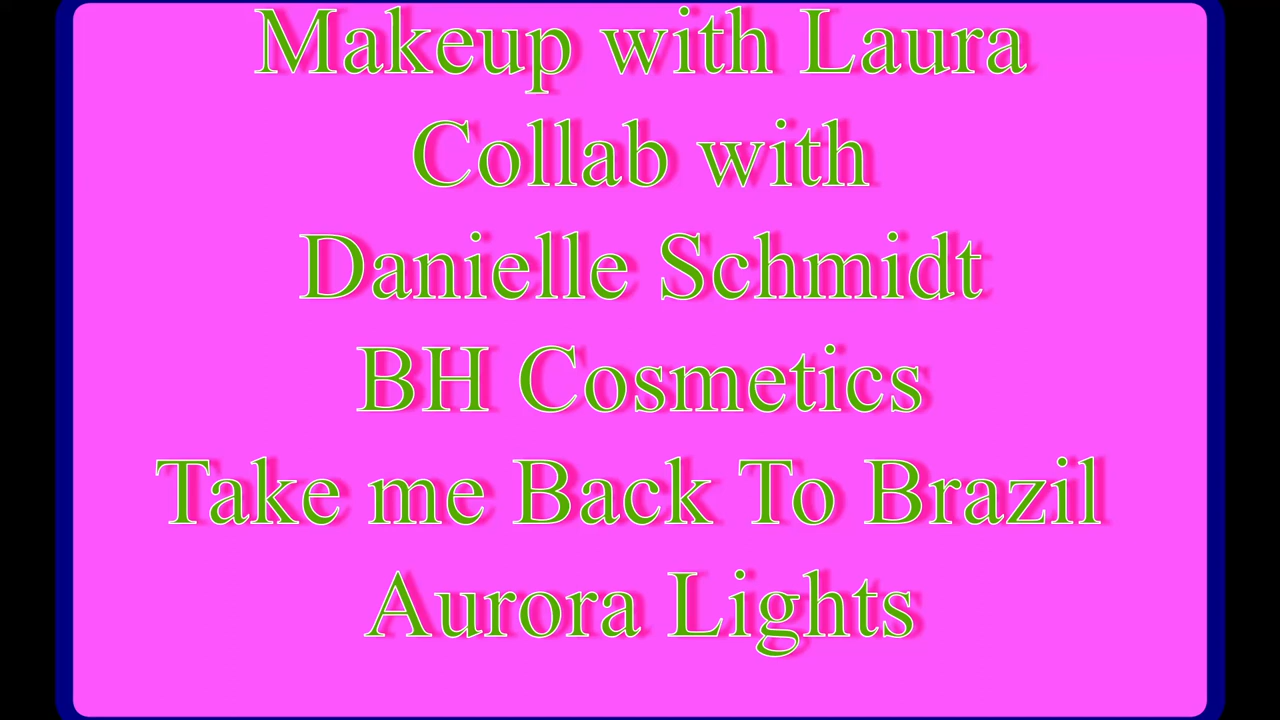 Makeup with Laura
Collab with
Danielle Schmidt
BH Cosmetics
Take me Back To Brazil
Aurora Lights